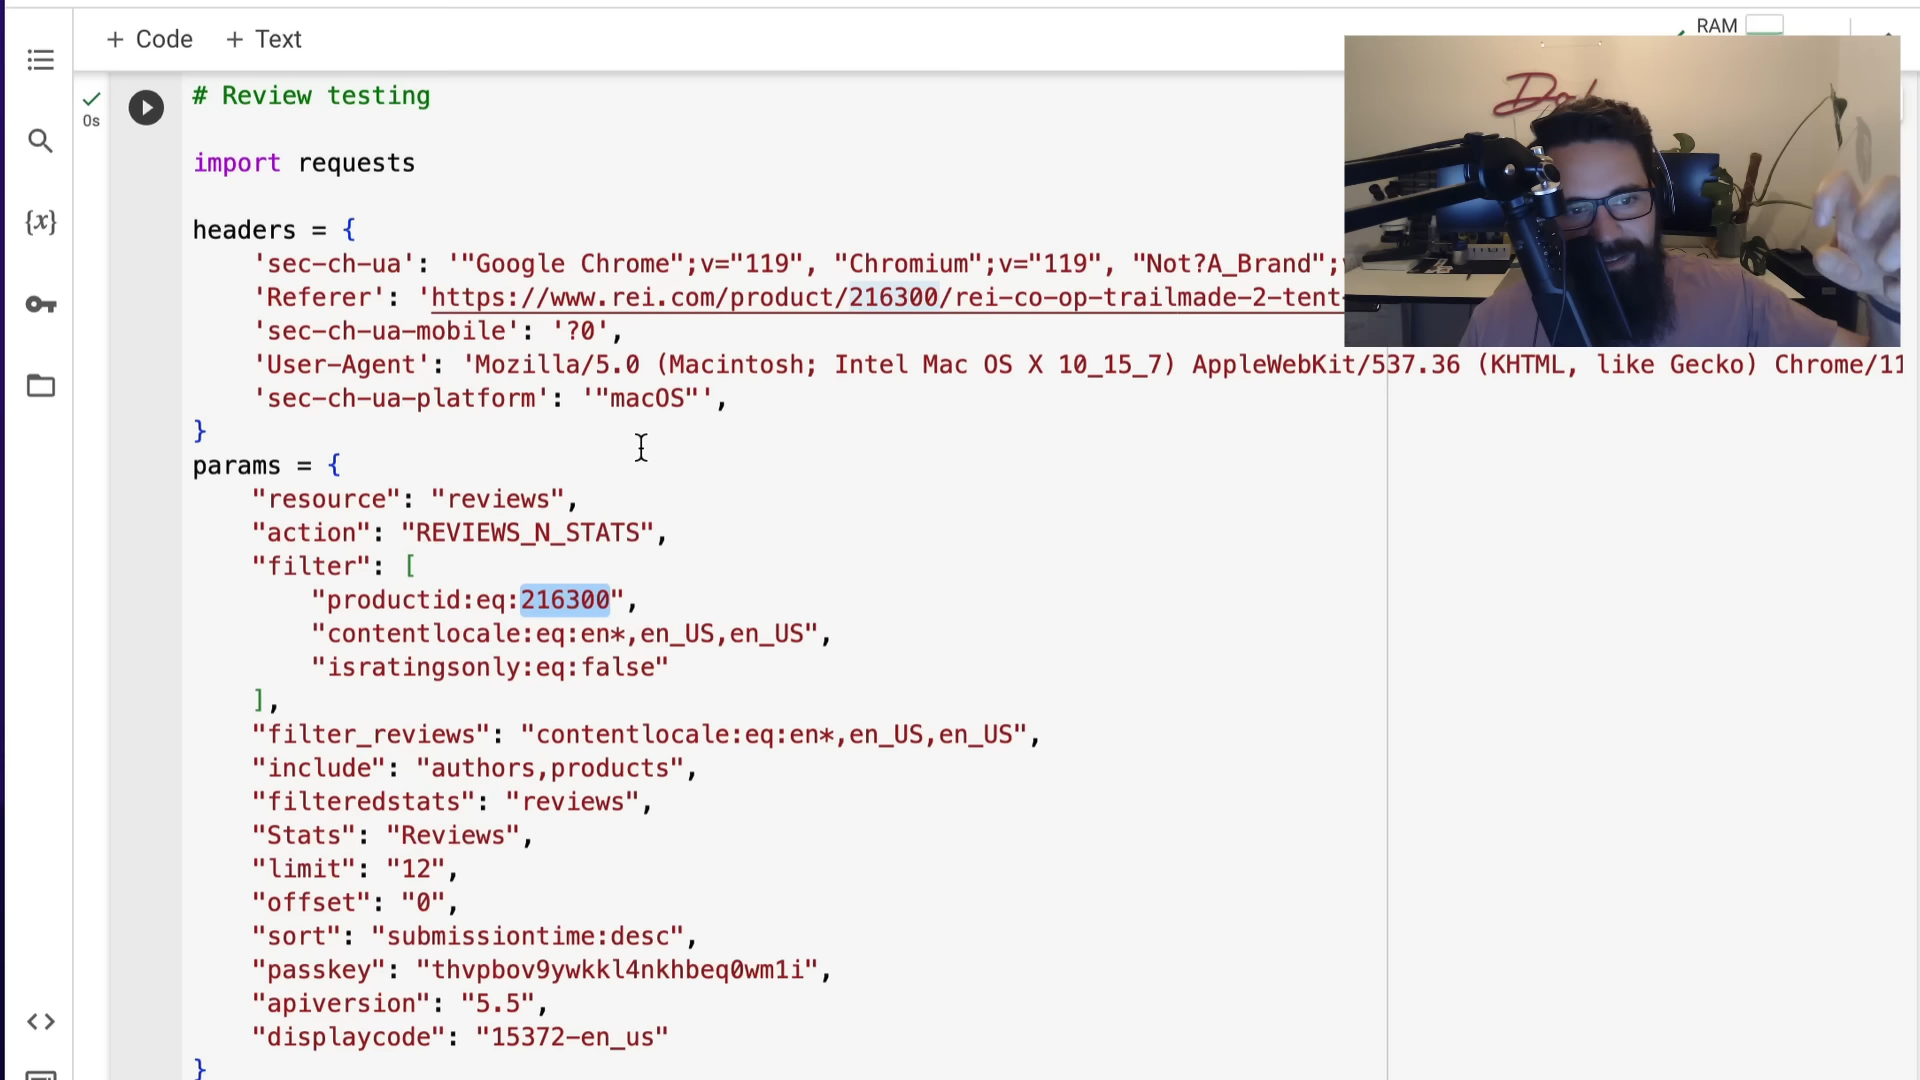 + Code + Text
RAM
0s
# Review testing
import requests
headers = {
'sec-ch-ua': '"Google Chrome";v="119", "Chromium";v="119", "Not?A_Brand";
'Referer': 'https://www.rei.com/product/216300/rei-co-op-trailmade-2-tent-
'sec-ch-ua-mobile': '?0',
'User-Agent': 'Mozilla/5.0 (Macintosh; Intel Mac OS X 10_15_7) AppleWebKit/537.36 (KHTML, like Gecko) Chrome/11
'sec-ch-ua-platform': '"macOS"',
}
params = {
"resource": "reviews",
"action": "REVIEWS_N_STATS",
"filter": [
"productid:eq:216300",
"contentlocale:eq:en*,en_US,en_US",
"isratingsonly:eq:false"
],
"filter_reviews": "contentlocale:eq:en*,en_US,en_US",
"include": "authors,products",
"filteredstats": "reviews",
"Stats": "Reviews",
"limit": "12",
"offset": "0",
"sort": "submissiontime:desc",
"passkey": "thvpbov9ywkkl4nkhbeq0wm1i",
"apiversion": "5.5",
"displaycode": "15372-en_us"
}